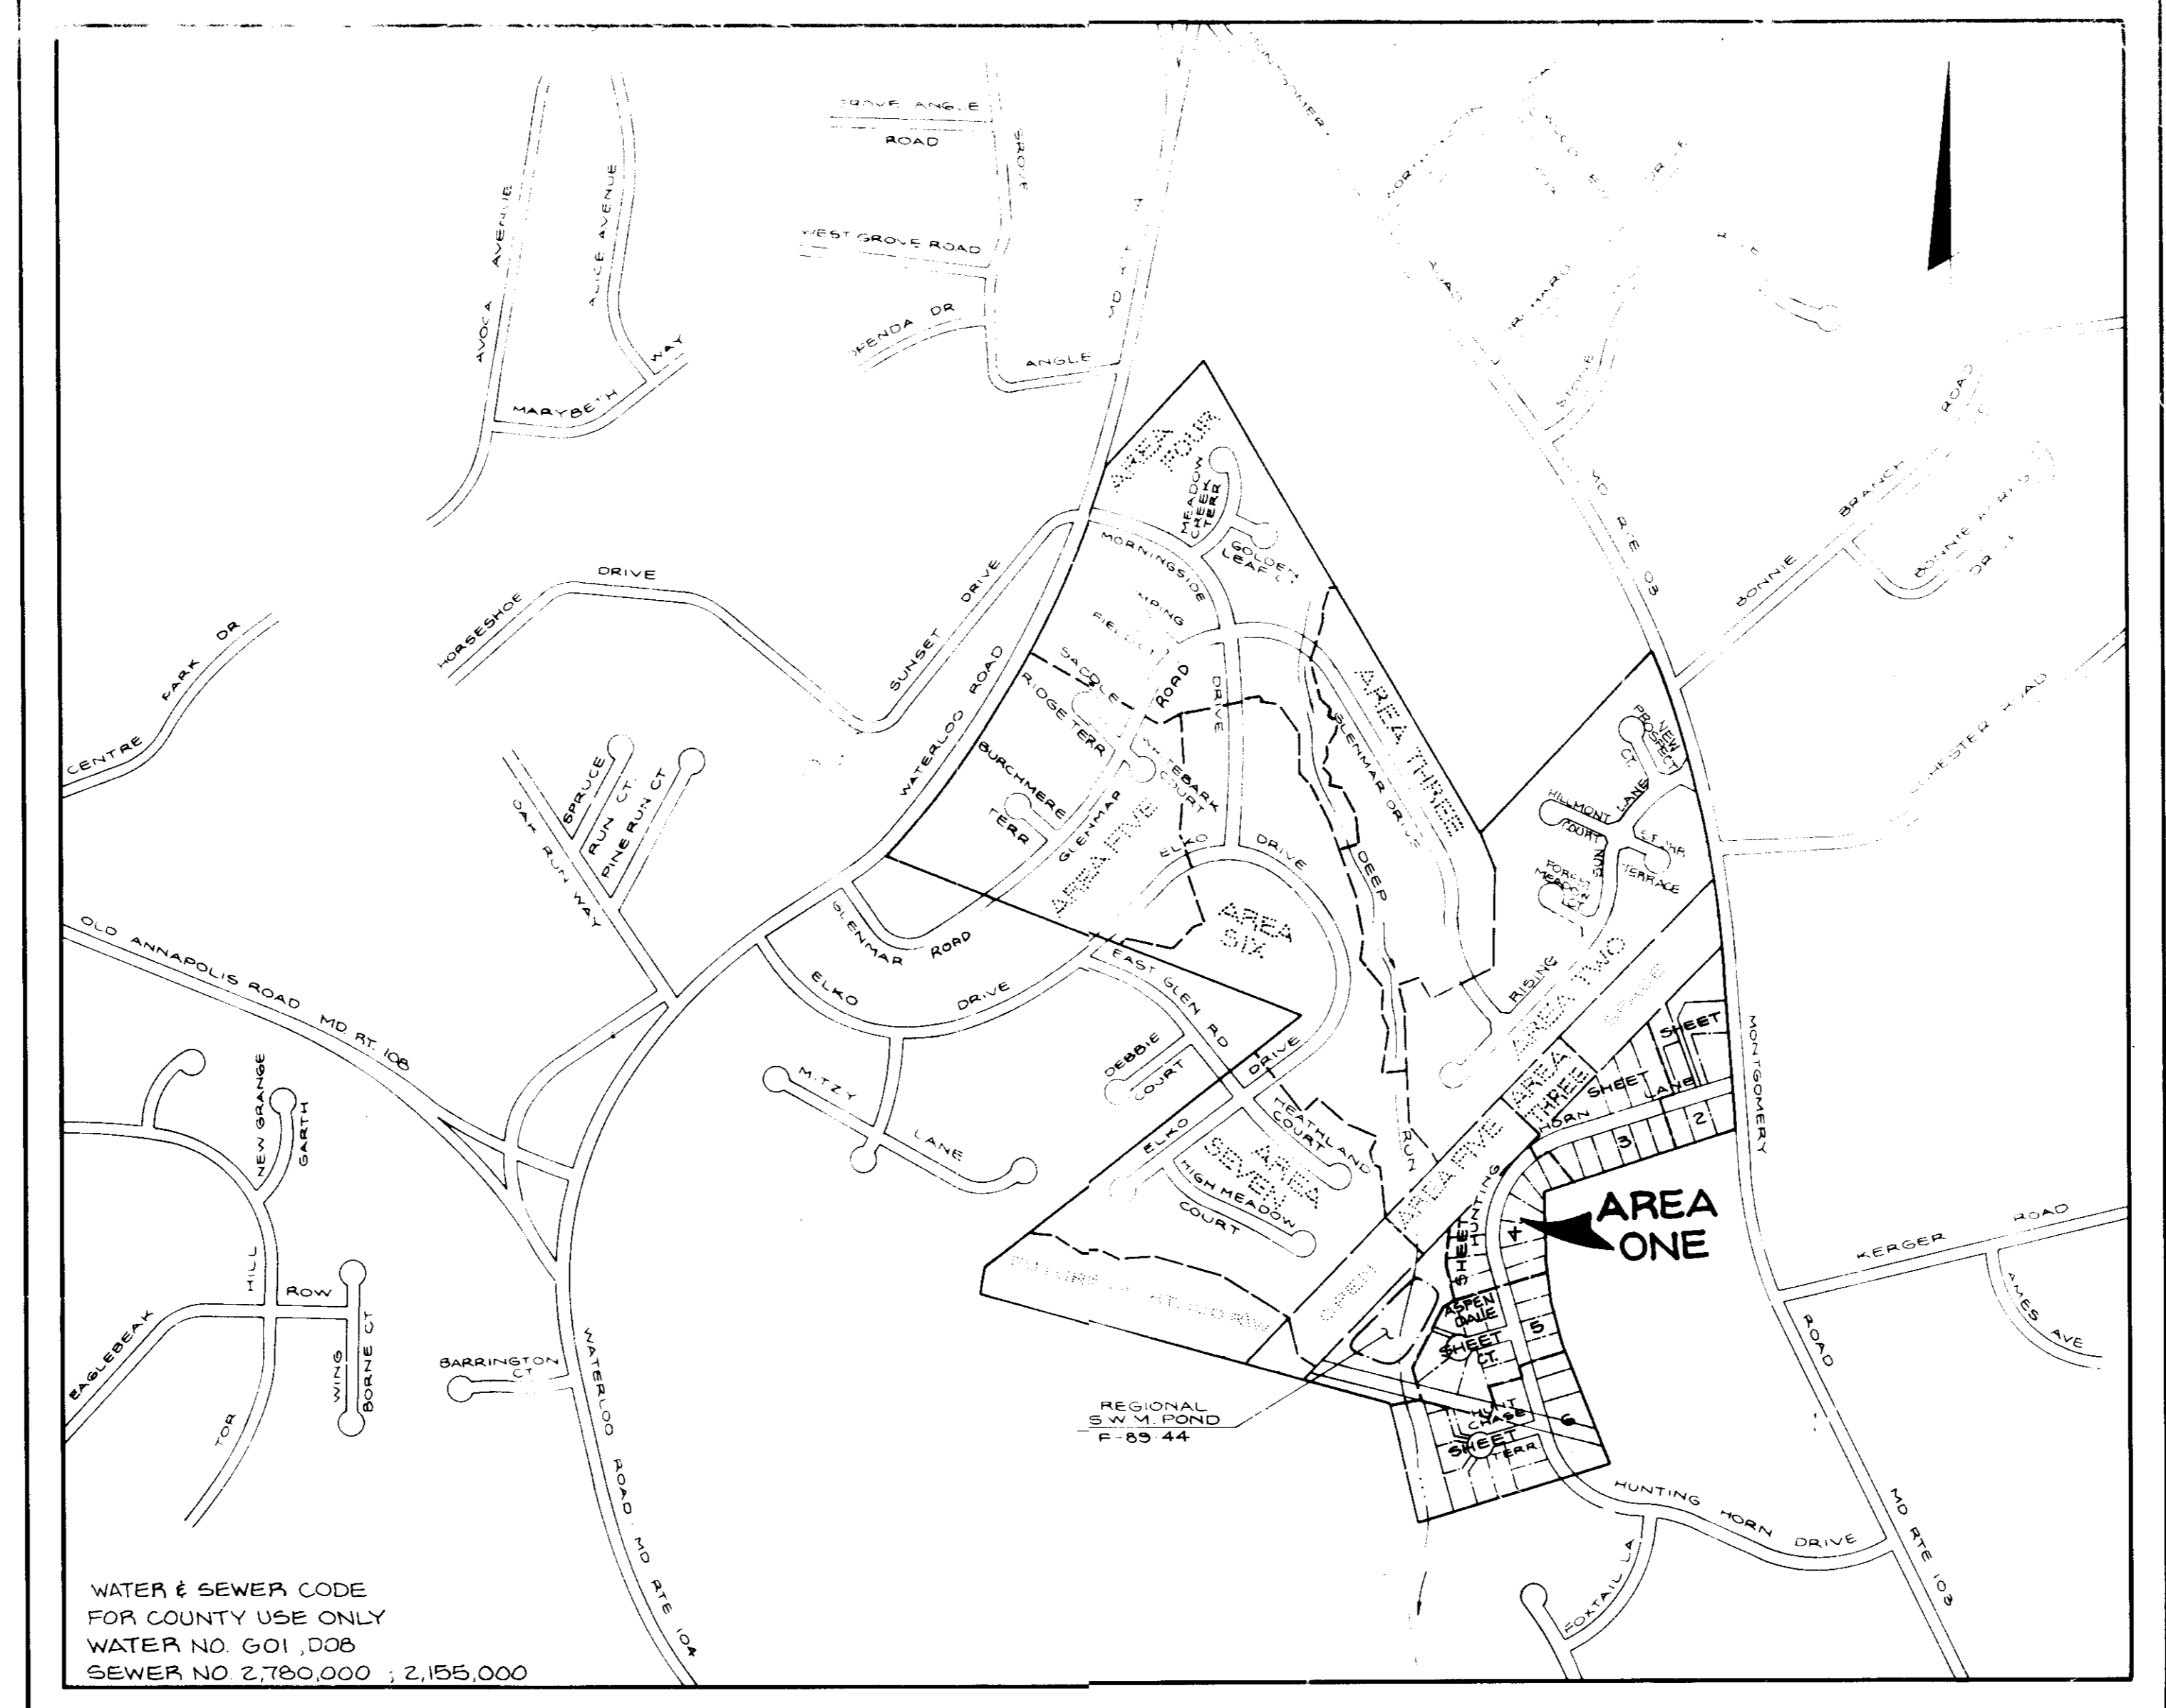 ROAD
WEST GROVE ROAD
ANGLE
AVOCA
AVENUE
ALICE AVENUE
MARYBETH
WAY
AREA
FOUR
MEADOW
CREEK
TERR
GOLDEN
LEAF
MORNINGSIDE
DRIVE
HORSESHOE
DRIVE
SUNSET
DRIVE
WATERLOO
ROAD
SADDLE
RIDGE TERR
BURCHMERE
TERR
GLENMAR
ROAD
WHITEBARK
COURT
AREA FIVE
AREA THREE
GLENMAR DRIVE
DEEP
RUN
ELKO
DRIVE
AREA
SIX
BONNIE
BRANCH
ROAD
NEW
PROSPECT
CT
HILLMONT
COURT
LANE
SUN
RISING
TERRACE
FOREST
MEADOW
CT
AREA TWO
CENTRE
PARK
DR
SPRUCE
RUN CT.
PINE RUN CT
OAK RUN WAY
OLD ANNAPOLIS ROAD
MD RT. 108
GLENMAR
ROAD
ELKO
DRIVE
EAST GLEN RD
DEBBIE
COURT
MITZY
LANE
ELKO
DRIVE
HEATHLAND
COURT
AREA
SEVEN
HIGH MEADOW
COURT
AREA FIVE
AREA
THREE
OPEN
SPACE
SHEET
SHEET
LANE
HORN
HUNTING
2
3
4
SHEET
AREA
ONE
MONTGOMERY
ROAD
MD RTE 103
KERGER
ROAD
AMES AVE
ASPEN
DALE
SHEET
CT.
5
HUNT
CHASE
SHEET
TERR.
6
HUNTING
HORN
DRIVE
FOXTAIL LA
REGIONAL
S.W.M. POND
F-89-44
NEW GRANGE
GARTH
HILL
ROW
EAGLEBEAK
TOR
WING
BORNE CT
BARRINGTON
CT
WATERLOO ROAD MD RTE 104
WATER & SEWER CODE
FOR COUNTY USE ONLY
WATER NO. G01 ,D08
SEWER NO. 2,780,000 ; 2,155,000